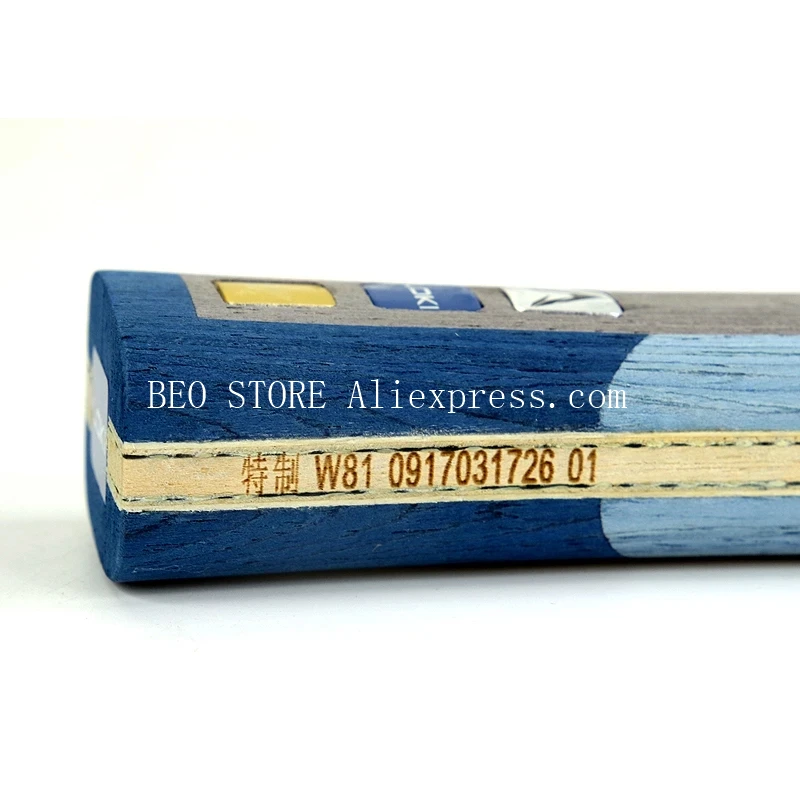 BEO STORE Aliexpress.com
特制 W81 0917031726 01